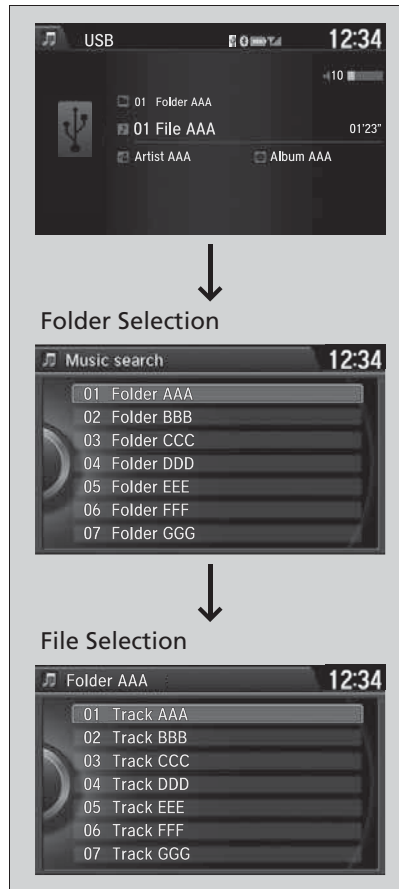 USB 12:34
10
01 Folder AAA
01 File AAA 01'23"
Artist AAA Album AAA
Folder Selection
Music search 12:34
01 Folder AAA
02 Folder BBB
03 Folder CCC
04 Folder DDD
05 Folder EEE
06 Folder FFF
07 Folder GGG
File Selection
Folder AAA 12:34
01 Track AAA
02 Track BBB
03 Track CCC
04 Track DDD
05 Track EEE
06 Track FFF
07 Track GGG